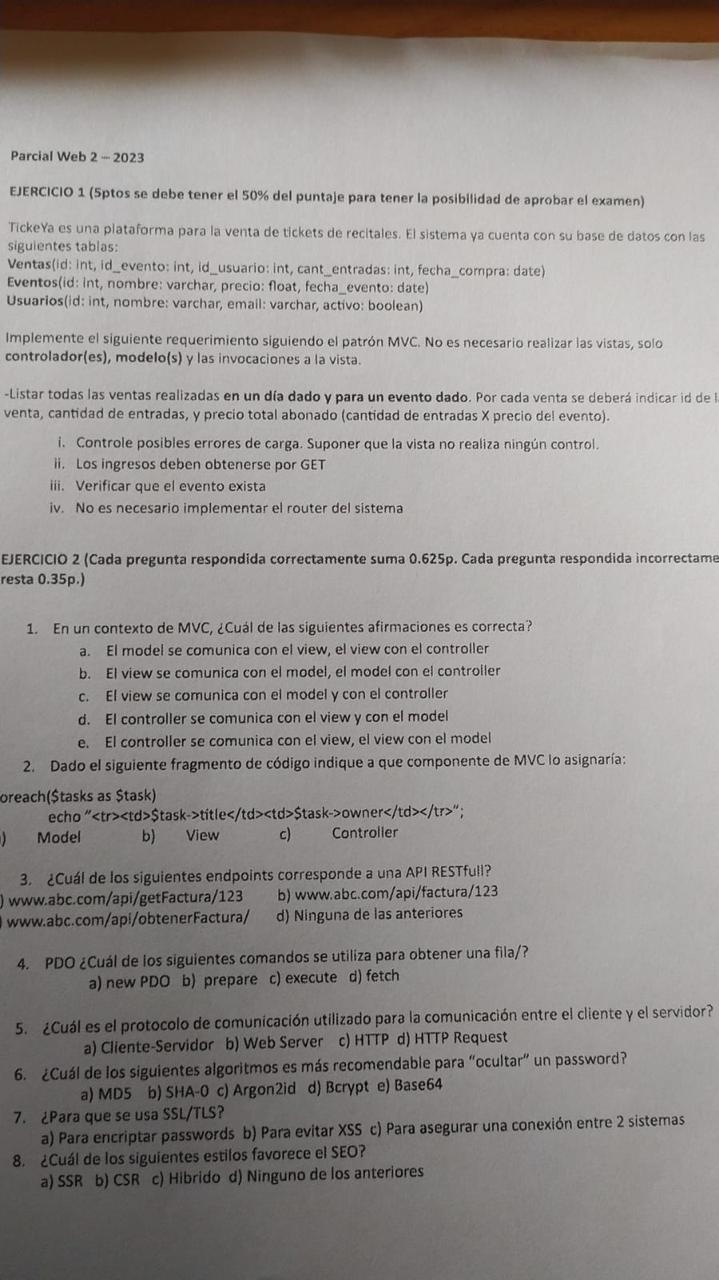 Parcial Web 2 – 2023
EJERCICIO 1 (5ptos se debe tener el 50% del puntaje para tener la posibilidad de aprobar el examen)
TickeYa es una plataforma para la venta de tickets de recitales. El sistema ya cuenta con su base de datos con las
siguientes tablas:
Ventas(id: int, id_evento: int, id_usuario: int, cant_entradas: int, fecha_compra: date)
Eventos(id: int, nombre: varchar, precio: float, fecha_evento: date)
Usuarios(id: int, nombre: varchar, email: varchar, activo: boolean)
Implemente el siguiente requerimiento siguiendo el patrón MVC. No es necesario realizar las vistas, solo
controlador(es), modelo(s) y las invocaciones a la vista.
-Listar todas las ventas realizadas en un día dado y para un evento dado. Por cada venta se deberá indicar id de l
venta, cantidad de entradas, y precio total abonado (cantidad de entradas X precio del evento).
i. Controle posibles errores de carga. Suponer que la vista no realiza ningún control.
ii. Los ingresos deben obtenerse por GET
iii. Verificar que el evento exista
iv. No es necesario implementar el router del sistema
EJERCICIO 2 (Cada pregunta respondida correctamente suma 0.625p. Cada pregunta respondida incorrectame
resta 0.35p.)
1. En un contexto de MVC, ¿Cuál de las siguientes afirmaciones es correcta?
a. El model se comunica con el view, el view con el controller
b. El view se comunica con el model, el model con el controller
c. El view se comunica con el model y con el controller
d. El controller se comunica con el view y con el model
e. El controller se comunica con el view, el view con el model
2. Dado el siguiente fragmento de código indique a que componente de MVC lo asignaría:
oreach($tasks as $task)
echo "<tr><td>$task->title</td><td>$task->owner</td></tr>";
) Model b) View c) Controller
3. ¿Cuál de los siguientes endpoints corresponde a una API RESTfull?
) www.abc.com/api/getFactura/123 b) www.abc.com/api/factura/123
) www.abc.com/api/obtenerFactura/ d) Ninguna de las anteriores
4. PDO ¿Cuál de los siguientes comandos se utiliza para obtener una fila/?
a) new PDO b) prepare c) execute d) fetch
5. ¿Cuál es el protocolo de comunicación utilizado para la comunicación entre el cliente y el servidor?
a) Cliente-Servidor b) Web Server c) HTTP d) HTTP Request
6. ¿Cuál de los siguientes algoritmos es más recomendable para "ocultar" un password?
a) MD5 b) SHA-0 c) Argon2id d) Bcrypt e) Base64
7. ¿Para que se usa SSL/TLS?
a) Para encriptar passwords b) Para evitar XSS c) Para asegurar una conexión entre 2 sistemas
8. ¿Cuál de los siguientes estilos favorece el SEO?
a) SSR b) CSR c) Hibrido d) Ninguno de los anteriores